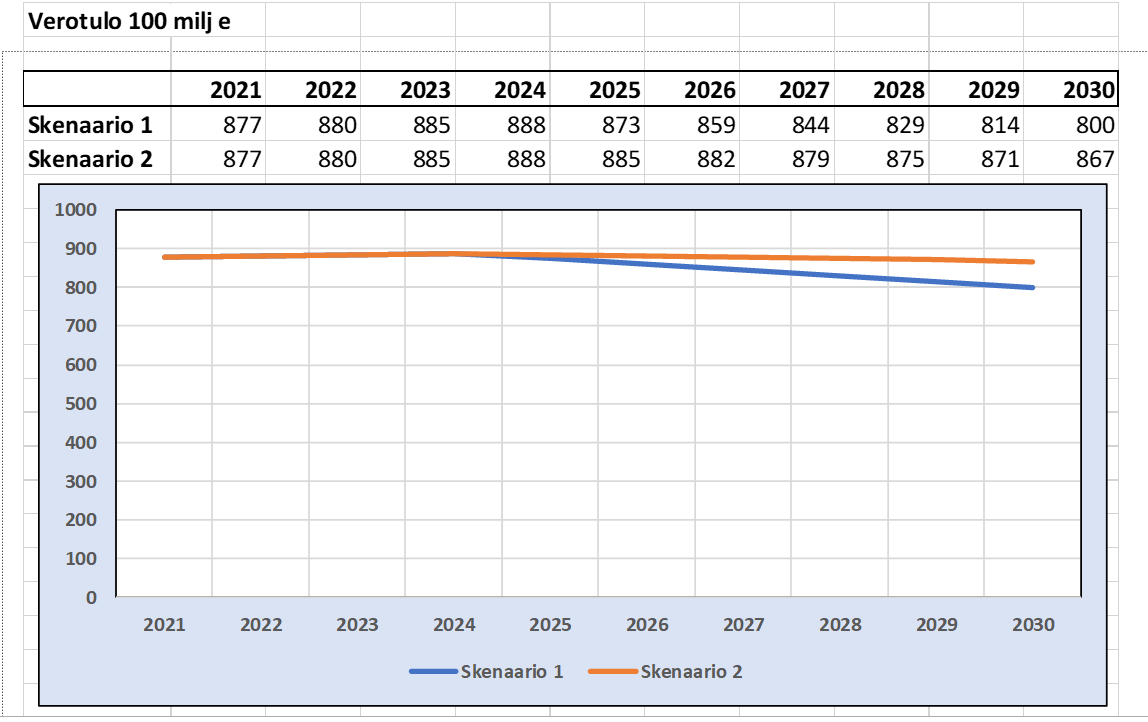 Verotulo 100 milj e
2021 2022 2023 2024 2025 2026 2027 2028 2029 2030
Skenaario 1 877 880 885 888 873 859 844 829 814 800
Skenaario 2 877 880 885 888 885 882 879 875 871 867
1000
900
800
700
600
500
400
300
200
100
0
2021 2022 2023 2024 2025 2026 2027 2028 2029 2030
Skenaario 1 Skenaario 2